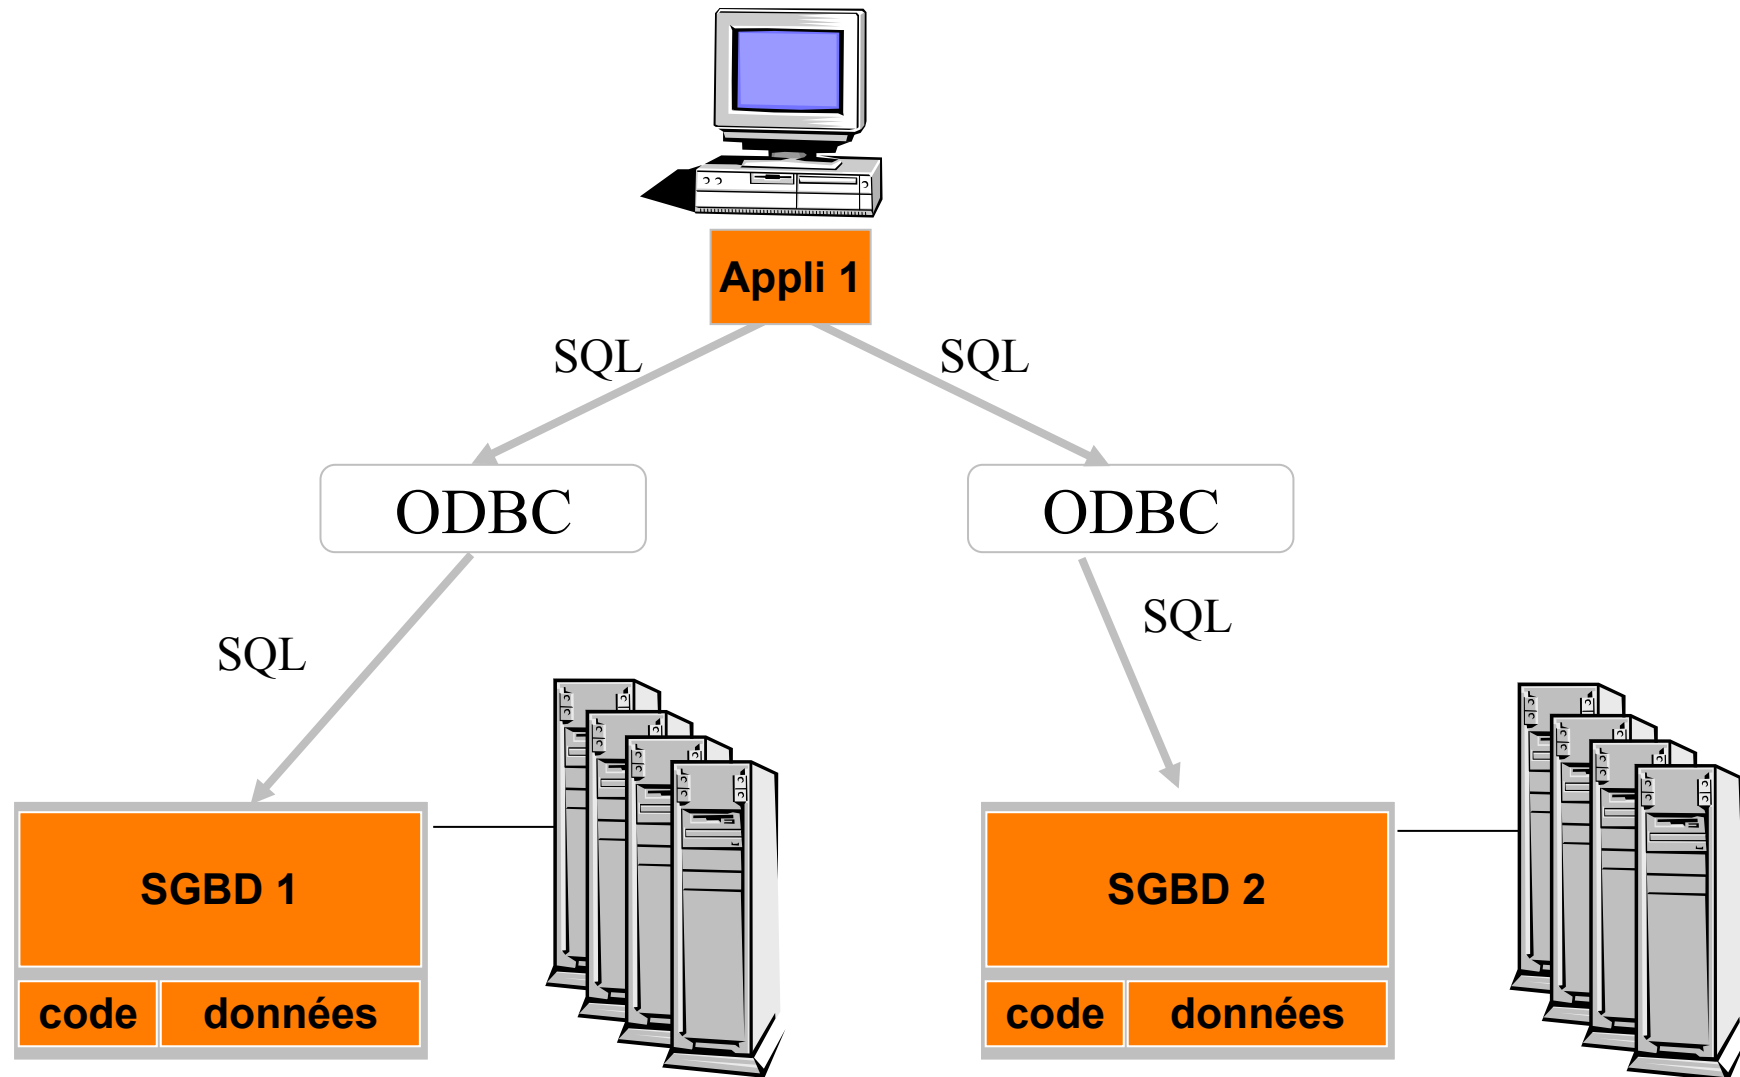 Appli 1
SQL
SQL
ODBC
ODBC
SQL
SQL
SGBD 1
SGBD 2
code
données
code
données